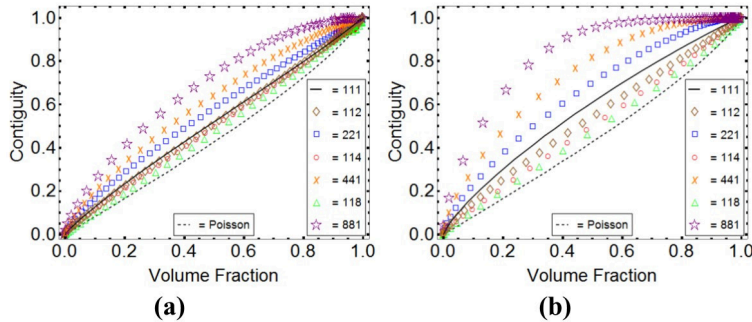 1.0
0.8
0.6
0.4
0.2
0.0
Contiguity
0.0 0.2 0.4 0.6 0.8 1.0
Volume Fraction
= 111
= 112
= 221
= 114
= 441
= 118
= 881
= Poisson
(a)
1.0
0.8
0.6
0.4
0.2
0.0
Contiguity
0.0 0.2 0.4 0.6 0.8 1.0
Volume Fraction
= 111
= 112
= 221
= 114
= 441
= 118
= 881
= Poisson
(b)